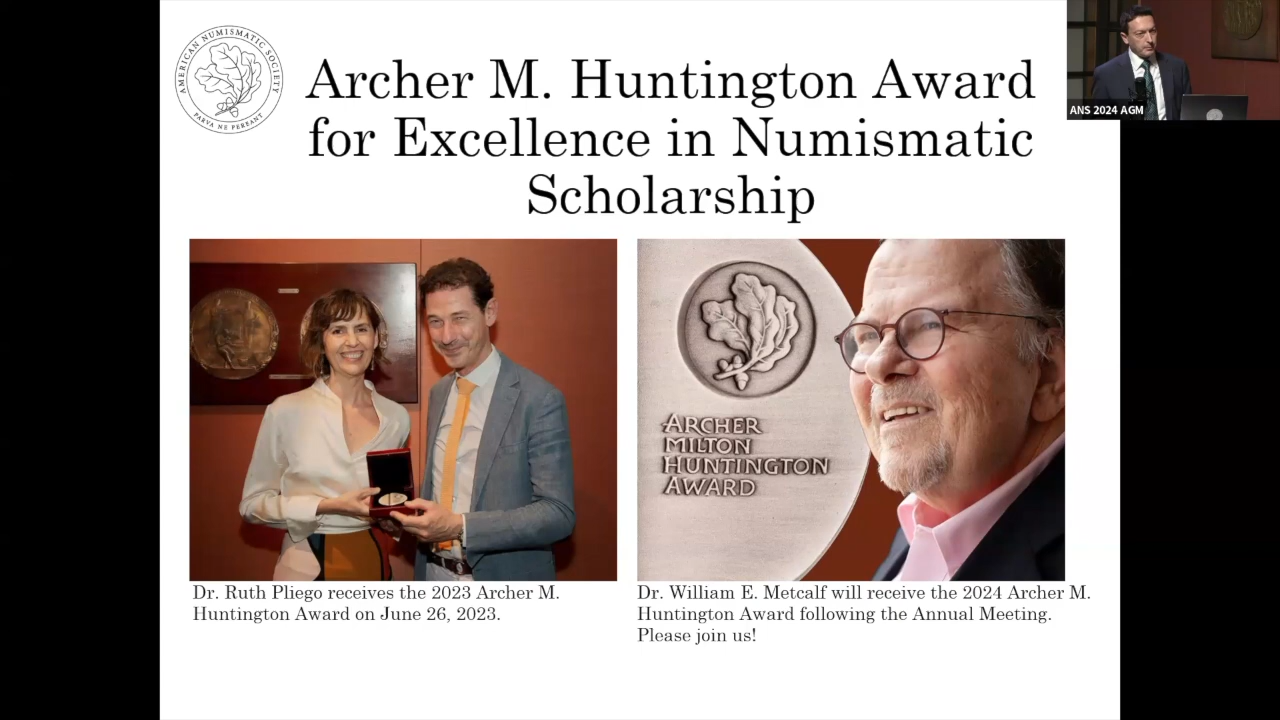 AMERICAN NUMISMATIC SOCIETY
PARVA NE PEREANT
Archer M. Huntington Award
for Excellence in Numismatic
Scholarship
ANS 2024 AGM
ARCHER
MILTON
HUNTINGTON
AWARD
Dr. Ruth Pliego receives the 2023 Archer M.
Huntington Award on June 26, 2023.
Dr. William E. Metcalf will receive the 2024 Archer M.
Huntington Award following the Annual Meeting.
Please join us!